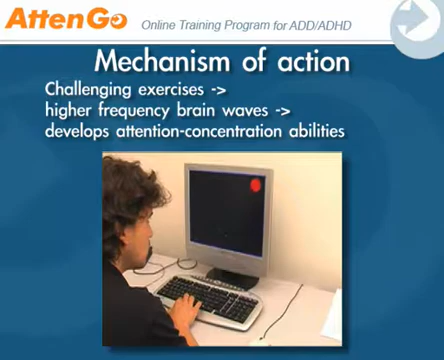 AttenGo Online Training Program for ADD/ADHD
Mechanism of action
Challenging exercises ->
higher frequency brain waves ->
develops attention-concentration abilities